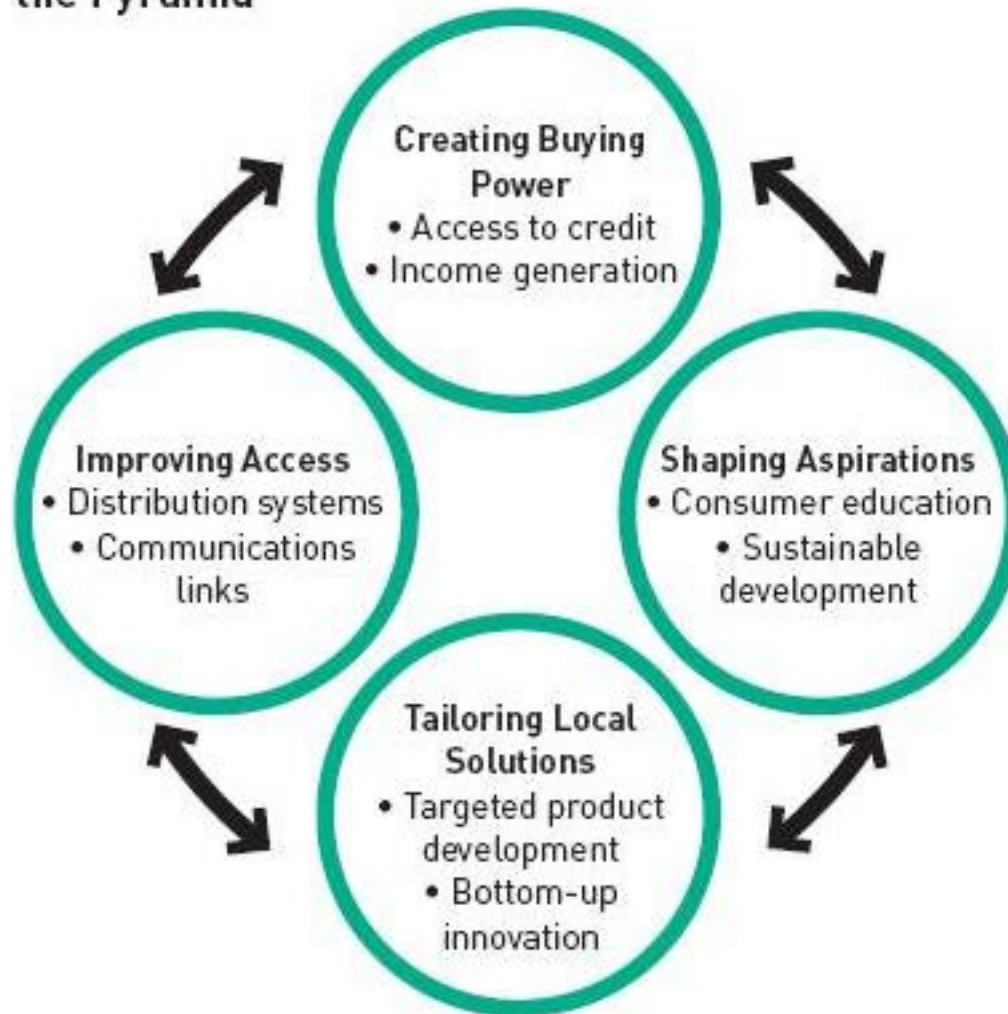 the Pyramid
Creating Buying
Power
• Access to credit
• Income generation
Improving Access
• Distribution systems
• Communications
links
Shaping Aspirations
• Consumer education
• Sustainable
development
Tailoring Local
Solutions
• Targeted product
development
• Bottom-up
innovation